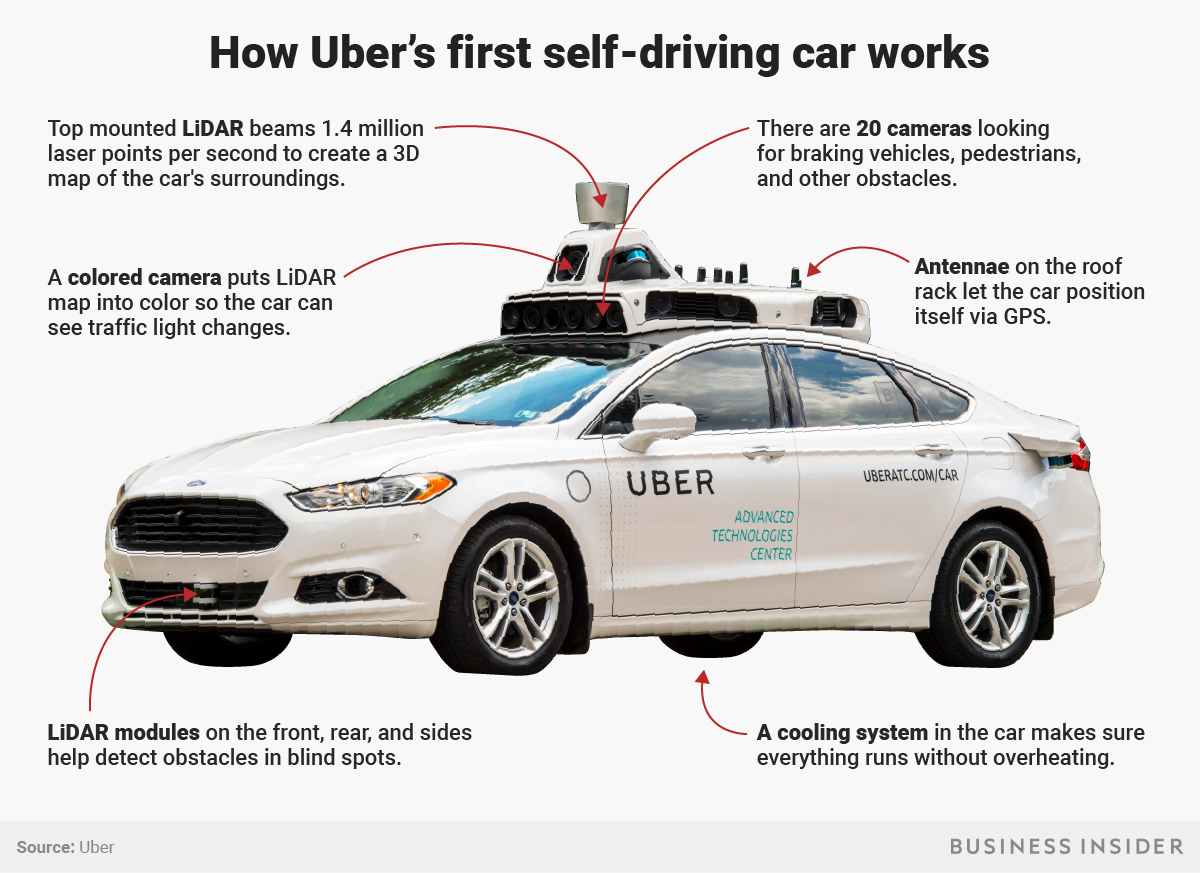 How Uber's first self-driving car works
Top mounted LiDAR beams 1.4 million
laser points per second to create a 3D
map of the car's surroundings.
There are 20 cameras looking
for braking vehicles, pedestrians,
and other obstacles.
A colored camera puts LiDAR
map into color so the car can
see traffic light changes.
Antennae on the roof
rack let the car position
itself via GPS.
UBER
UBERATC.COM/CAR
ADVANCED
TECHNOLOGIES
CENTER
LiDAR modules on the front, rear, and sides
help detect obstacles in blind spots.
A cooling system in the car makes sure
everything runs without overheating.
Source: Uber
BUSINESS INSIDER